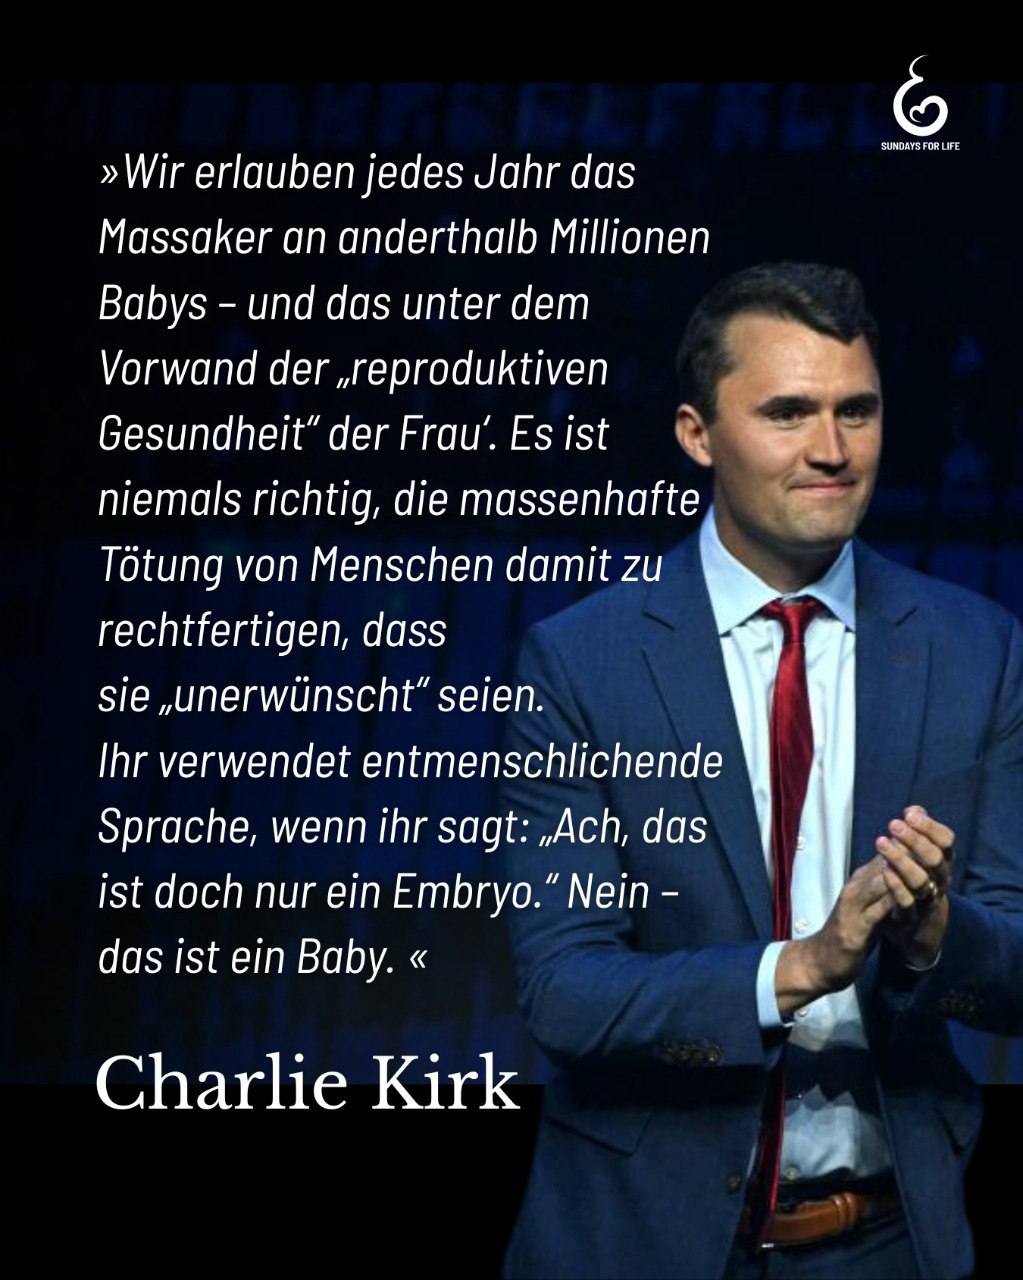 SUNDAYS FOR LIFE
»Wir erlauben jedes Jahr das
Massaker an anderthalb Millionen
Babys – und das unter dem
Vorwand der „reproduktiven
Gesundheit“ der Frau‘. Es ist
niemals richtig, die massenhafte
Tötung von Menschen damit zu
rechtfertigen, dass
sie „unerwünscht“ seien.
Ihr verwendet entmenschlichende
Sprache, wenn ihr sagt: „Ach, das
ist doch nur ein Embryo.“ Nein –
das ist ein Baby. «
Charlie Kirk